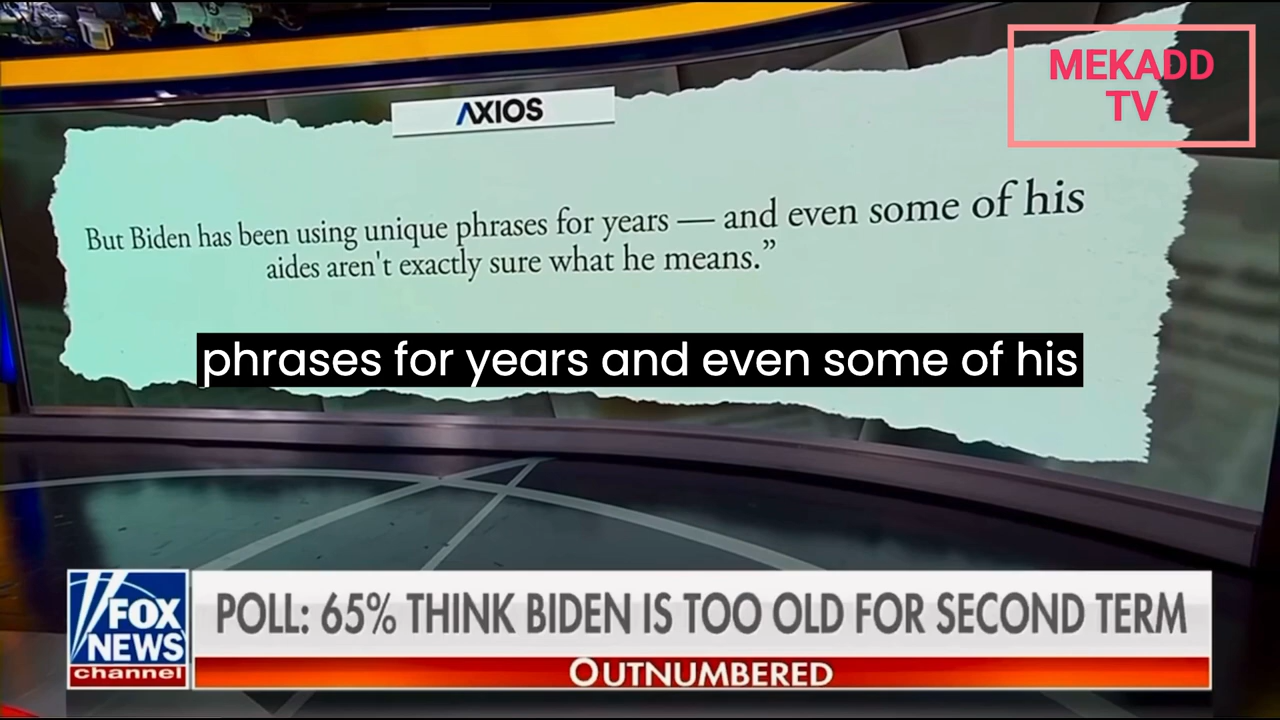 AXIOS
MEKADD
TV
But Biden has been using unique phrases for years — and even some of his
aides aren't exactly sure what he means.”
phrases for years and even some of his
FOX
NEWS
channel
POLL: 65% THINK BIDEN IS TOO OLD FOR SECOND TERM
OUTNUMBERED